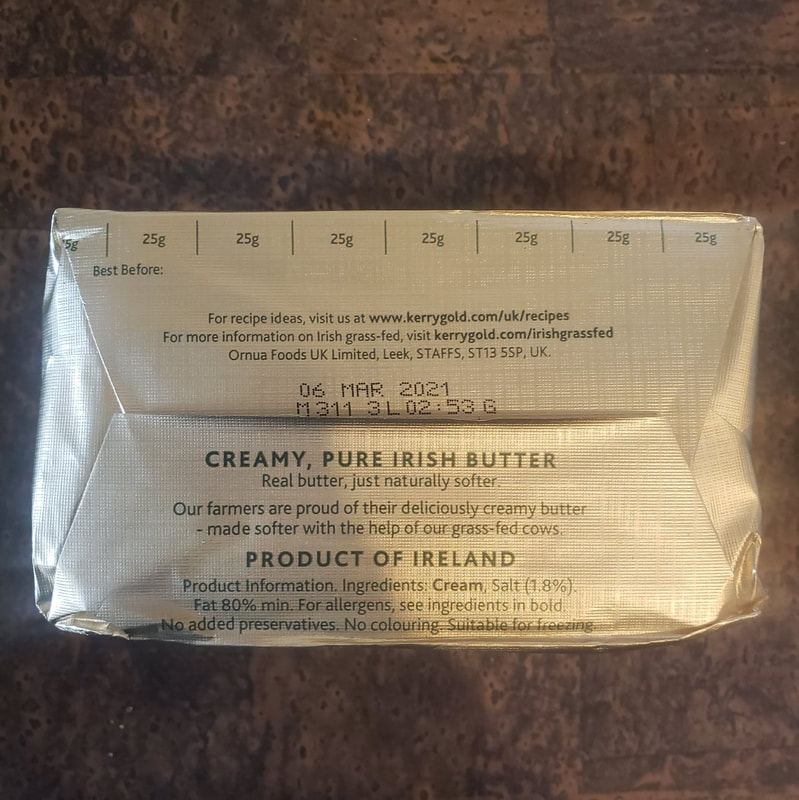 5g 25g 25g 25g 25g 25g 25g 25g
Best Before:
For recipe ideas, visit us at www.kerrygold.com/uk/recipes
For more information on Irish grass-fed, visit kerrygold.com/irishgrassfed
Ornua Foods UK Limited, Leek, STAFFS, ST13 5SP, UK.
06 MAR 2021
M311 3L02:53 G
CREAMY, PURE IRISH BUTTER
Real butter, just naturally softer.
Our farmers are proud of their deliciously creamy butter
- made softer with the help of our grass-fed cows.
PRODUCT OF IRELAND
Product Information. Ingredients: Cream, Salt (1.8%).
Fat 80% min. For allergens, see ingredients in bold.
No added preservatives. No colouring. Suitable for freezing.